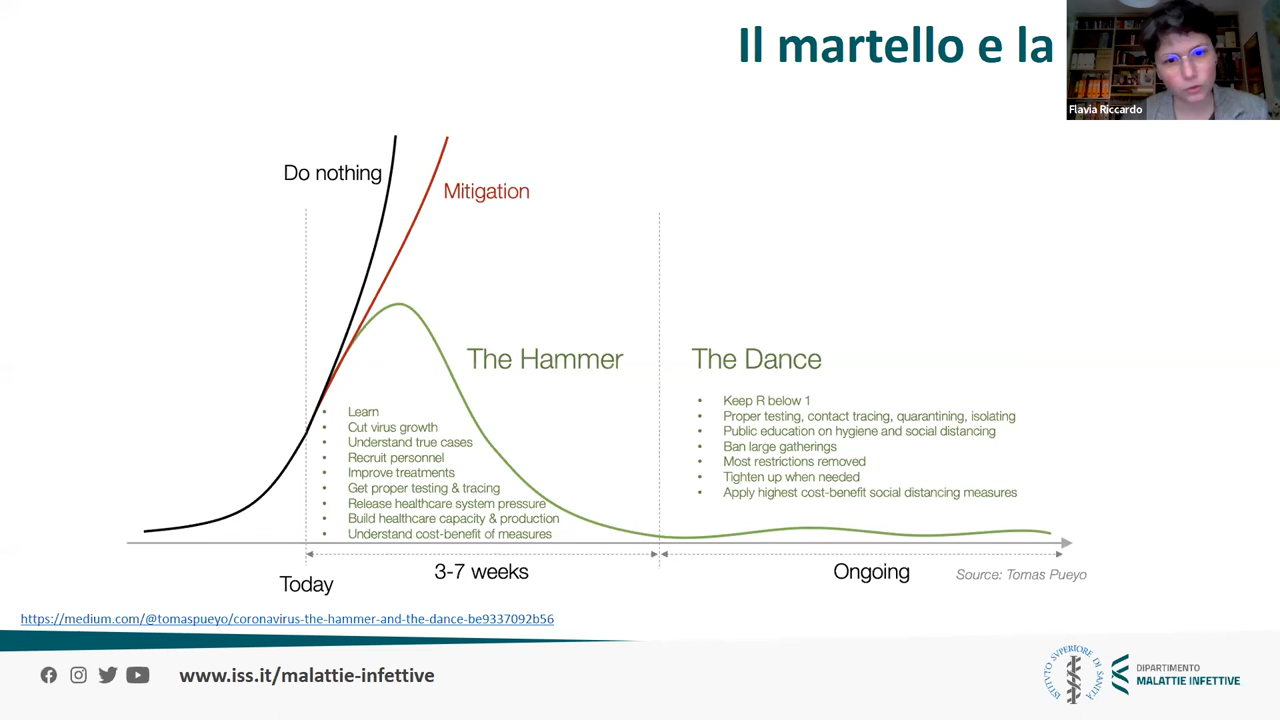 Il martello e la
Flavia Riccardo
Do nothing
Mitigation
The Hammer
The Dance
• Learn
• Cut virus growth
• Understand true cases
• Recruit personnel
• Improve treatments
• Get proper testing & tracing
• Release healthcare system pressure
• Build healthcare capacity & production
• Understand cost-benefit of measures
• Keep R below 1
• Proper testing, contact tracing, quarantining, isolating
• Public education on hygiene and social distancing
• Ban large gatherings
• Most restrictions removed
• Tighten up when needed
• Apply highest cost-benefit social distancing measures
Today
3-7 weeks
Ongoing
Source: Tomas Pueyo
https://medium.com/@tomaspueyo/coronavirus-the-hammer-and-the-dance-be9337092b56
www.iss.it/malattie-infettive
ISTITUTO SUPERIORE DI SANITÀ
DIPARTIMENTO
MALATTIE INFETTIVE